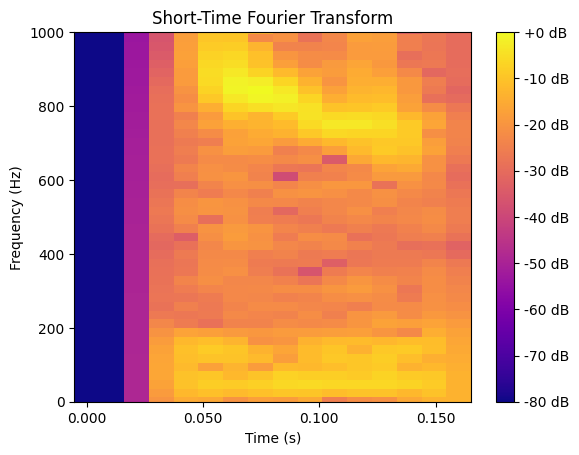 Short-Time Fourier Transform
Frequency (Hz)
1000
800
600
400
200
0
0.000
0.050
0.100
0.150
Time (s)
+0 dB
-10 dB
-20 dB
-30 dB
-40 dB
-50 dB
-60 dB
-70 dB
-80 dB